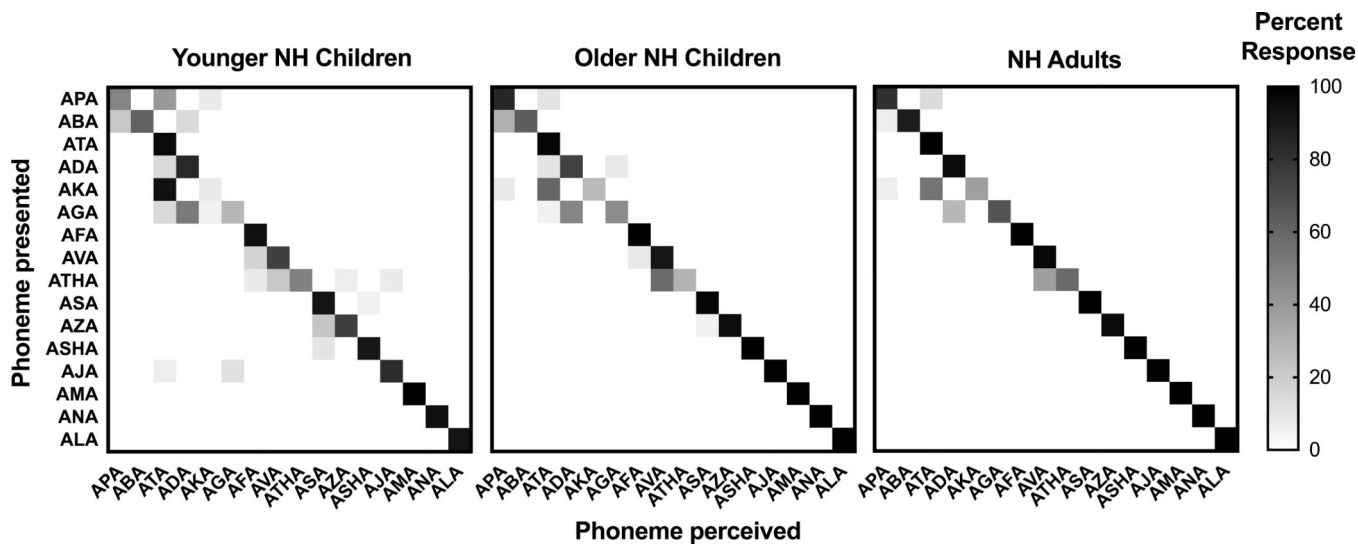 Younger NH Children
Older NH Children
NH Adults
Percent
Response
Phoneme presented
APA
ABA
ATA
ADA
AKA
AGA
AFA
AVA
ATHA
ASA
AZA
ASHA
AJA
AMA
ANA
ALA
100
80
60
40
20
0
APA ABA ATA ADA AKA AGA AFA AVA ATHA ASA AZA ASHA AJA AMA ANA ALA
APA ABA ATA ADA AKA AGA AFA AVA ATHA ASA AZA ASHA AJA AMA ANA ALA
APA ABA ATA ADA AKA AGA AFA AVA ATHA ASA AZA ASHA AJA AMA ANA ALA
Phoneme perceived